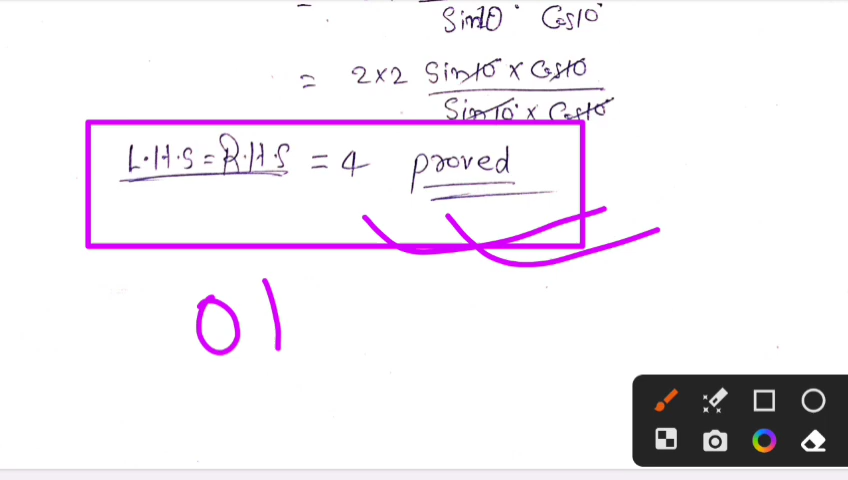 =
Sin10° Cos10°
= 2×2 Sin10° × Cos10
Sin10° × Cos10°
L.H.S = R.H.S = 4 proved
01